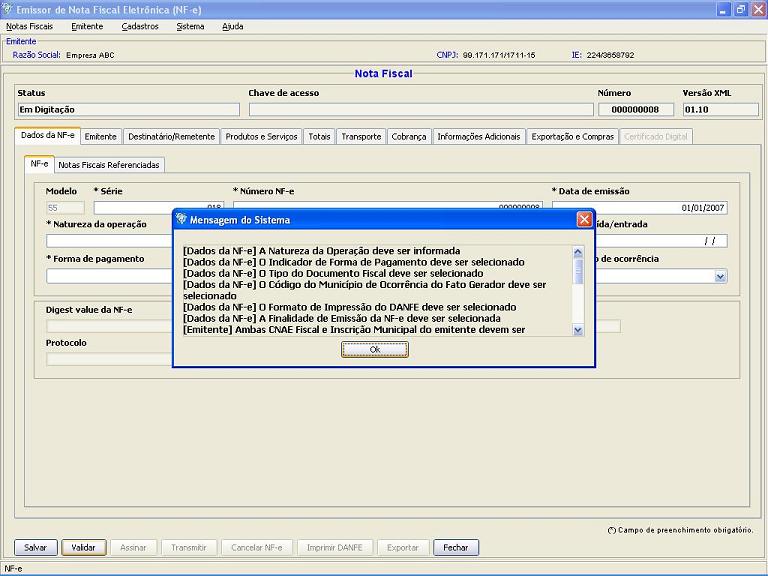 Emissor de Nota Fiscal Eletrônica (NF-e)
Notas Fiscais Emitente Cadastros Sistema Ajuda
Emitente
Razão Social: Empresa ABC CNPJ: 99.171.171/1711-15 IE: 224/3658792
Nota Fiscal
Status Chave de acesso Número Versão XML
Em Digitação 000000008 01.10
Dados da NF-e Emitente Destinatário/Remetente Produtos e Serviços Totais Transporte Cobrança Informações Adicionais Exportação e Compras Certificado Digital
NF-e Notas Fiscais Referenciadas
Modelo * Série * Número NF-e * Data de emissão
55 018 000000008 01/01/2007
* Natureza da operação ída/entrada
/ /
* Forma de pagamento o de ocorrência
Mensagem do Sistema
[Dados da NF-e] A Natureza da Operação deve ser informada
[Dados da NF-e] O Indicador de Forma de Pagamento deve ser selecionado
[Dados da NF-e] O Tipo do Documento Fiscal deve ser selecionado
[Dados da NF-e] O Código do Município de Ocorrência do Fato Gerador deve ser
selecionado
[Dados da NF-e] O Formato de Impressão do DANFE deve ser selecionado
[Dados da NF-e] A Finalidade de Emissão da NF-e deve ser selecionada
[Emitente] Ambas CNAE Fiscal e Inscrição Municipal do emitente devem ser
Ok
Digest value da NF-e
Protocolo
(*) Campo de preenchimento obrigatório.
Salvar Validar Assinar Transmitir Cancelar NF-e Imprimir DANFE Exportar Fechar
NF-e